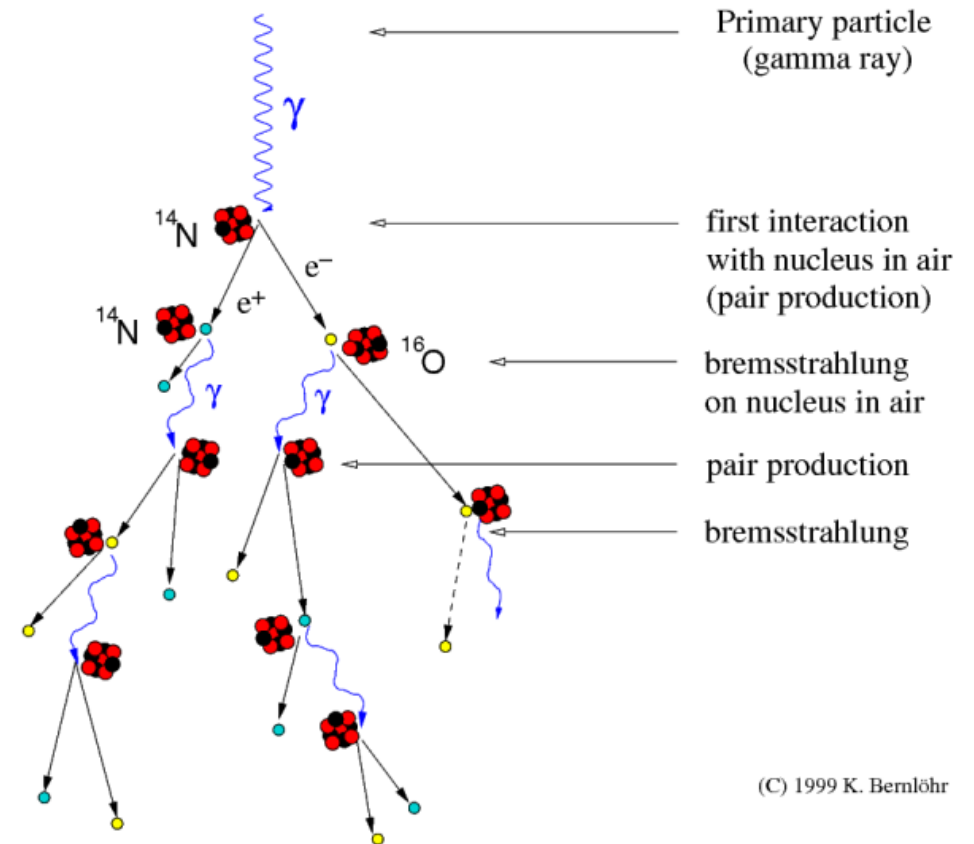 Primary particle
(gamma ray)
γ
¹⁴N
first interaction
with nucleus in air
(pair production)
e⁻
e⁺
¹⁴N
¹⁶O
bremsstrahlung
on nucleus in air
γ
γ
pair production
bremsstrahlung
(C) 1999 K. Bernlöhr